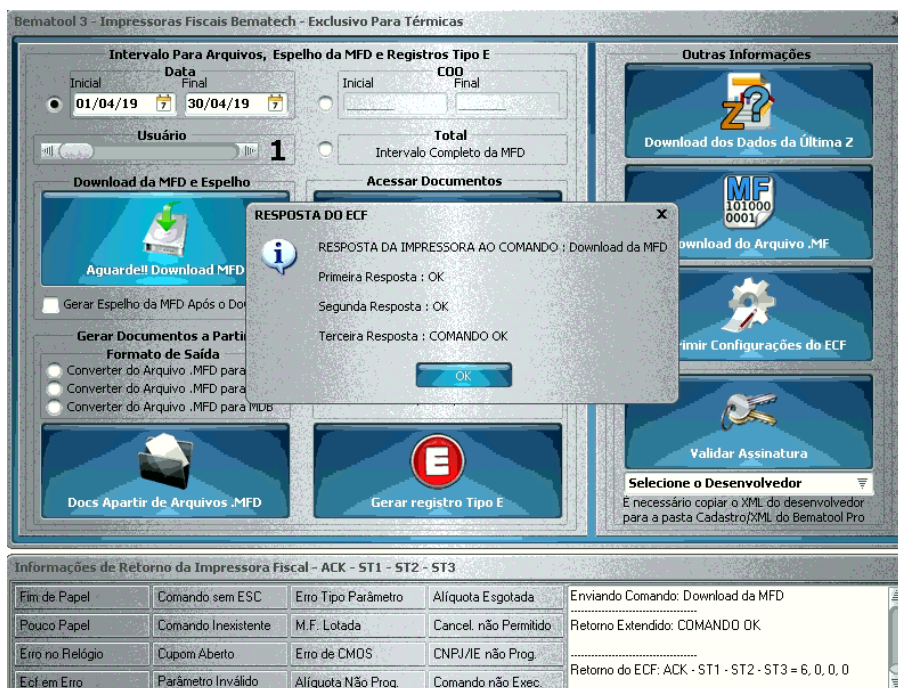 Bematool 3 - Impressoras Fiscais Bematech - Exclusivo Para Térmicas
X
Intervalo Para Arquivos, Espelho da MFD e Registros Tipo E
Data
Inicial
Final
01/04/19
7
30/04/19
7
COO
Inicial
Final
Usuário
1
Total
Intervalo Completo da MFD
Download da MFD e Espelho
Acessar Documentos
Aguarde!! Download MFD
Gerar Espelho da MFD Após o
Gerar Documentos a
Formato de Saída
Converter do Arquivo .MFD para
Converter do Arquivo .MFD para
Converter do Arquivo .MFD para MDB
Docs Apartir de Arquivos .MFD
E
Gerar registro Tipo E
RESPOSTA DO ECF
X
i
RESPOSTA DA IMPRESSORA AO COMANDO : Download da MFD
Primeira Resposta : OK
Segunda Resposta : OK
Terceira Resposta : COMANDO OK
OK
Outras Informações
Z?
Download dos Dados da Última Z
MF
101000
0001
ownload do Arquivo .MF
imir Configurações do ECF
Validar Assinatura
Selecione o Desenvolvedor
É necessário copiar o XML do desenvolvedor
para a pasta Cadastro/XML do Bematool Pro
Informações de Retorno da Impressora Fiscal - ACK - ST1 - ST2 - ST3
Fim de Papel
Comando sem ESC
Erro Tipo Parâmetro
Alíquota Esgotada
Pouco Papel
Comando Inexistente
M.F. Lotada
Cancel. não Permitido
Erro no Relógio
Cupom Aberto
Erro de CMOS
CNPJ/IE não Prog.
Ecf em Erro
Parâmetro Inválido
Alíquota Não Prog.
Comando não Exec.
Enviando Comando: Download da MFD
----------------------------------------
Retorno Extendido: COMANDO OK
----------------------------------------
Retorno do ECF: ACK - ST1 - ST2 - ST3 = 6, 0, 0, 0